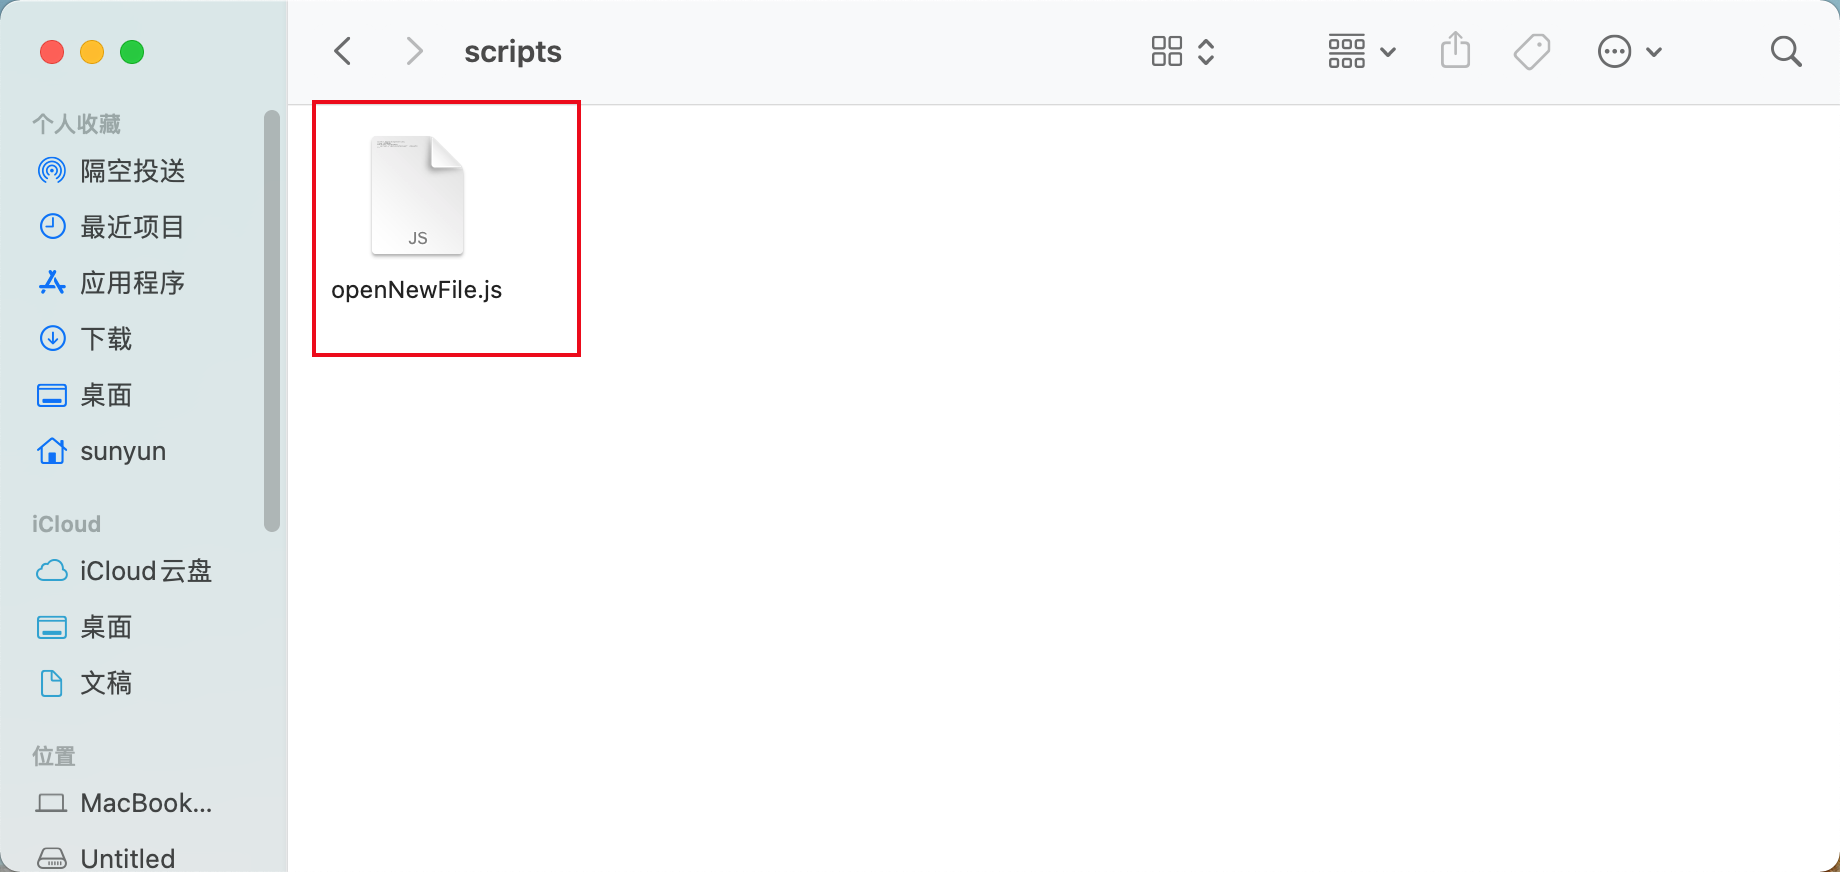 scripts
个人收藏
隔空投送
最近项目
应用程序
下载
桌面
sunyun
iCloud
iCloud云盘
桌面
文稿
位置
MacBook...
Untitled
JS
openNewFile.js